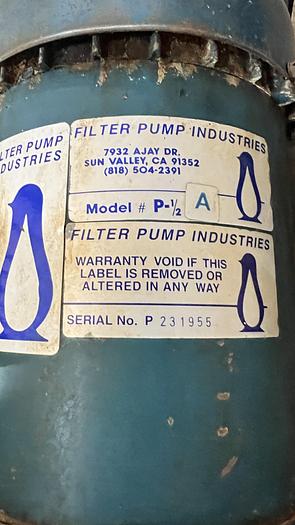 LTER PUMP
DUSTRIES
FILTER PUMP INDUSTRIES
7932 AJAY DR.
SUN VALLEY, CA 91352
(818) 504-2391
Model # P-½ A
FILTER PUMP INDUSTRIES
WARRANTY VOID IF THIS
LABEL IS REMOVED OR
ALTERED IN ANY WAY
SERIAL No. P 231955